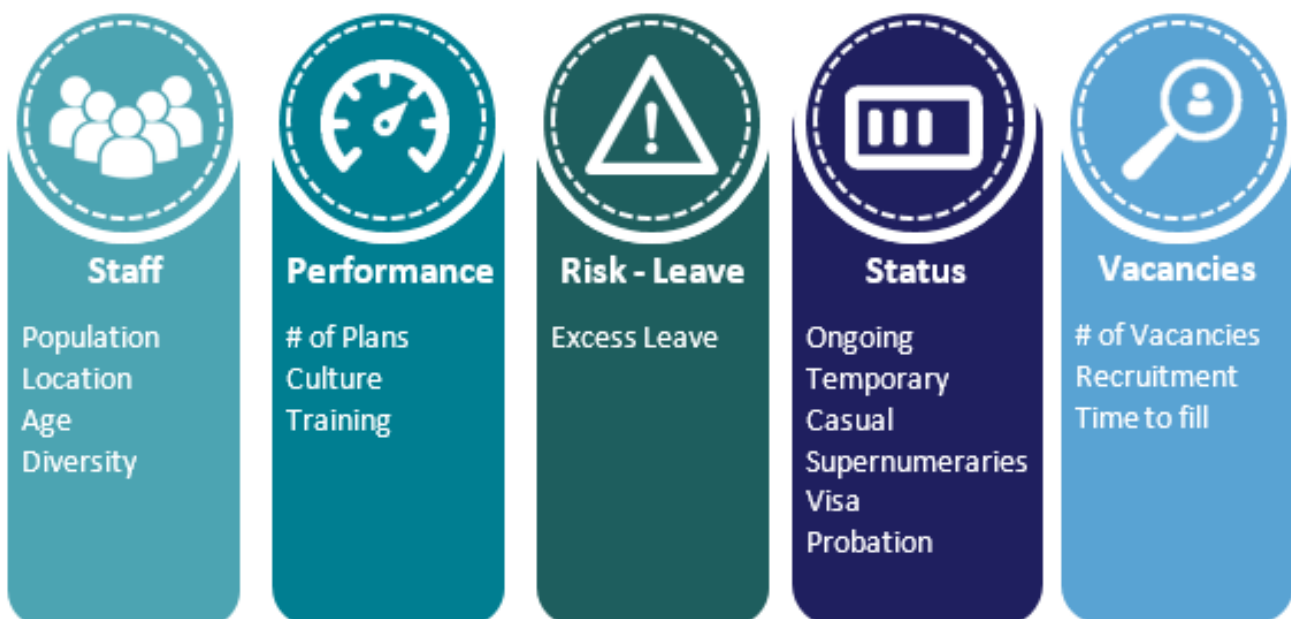 Staff
Population
Location
Age
Diversity
Performance
# of Plans
Culture
Training
Risk - Leave
Excess Leave
Status
Ongoing
Temporary
Casual
Supernumeraries
Visa
Probation
Vacancies
# of Vacancies
Recruitment
Time to fill